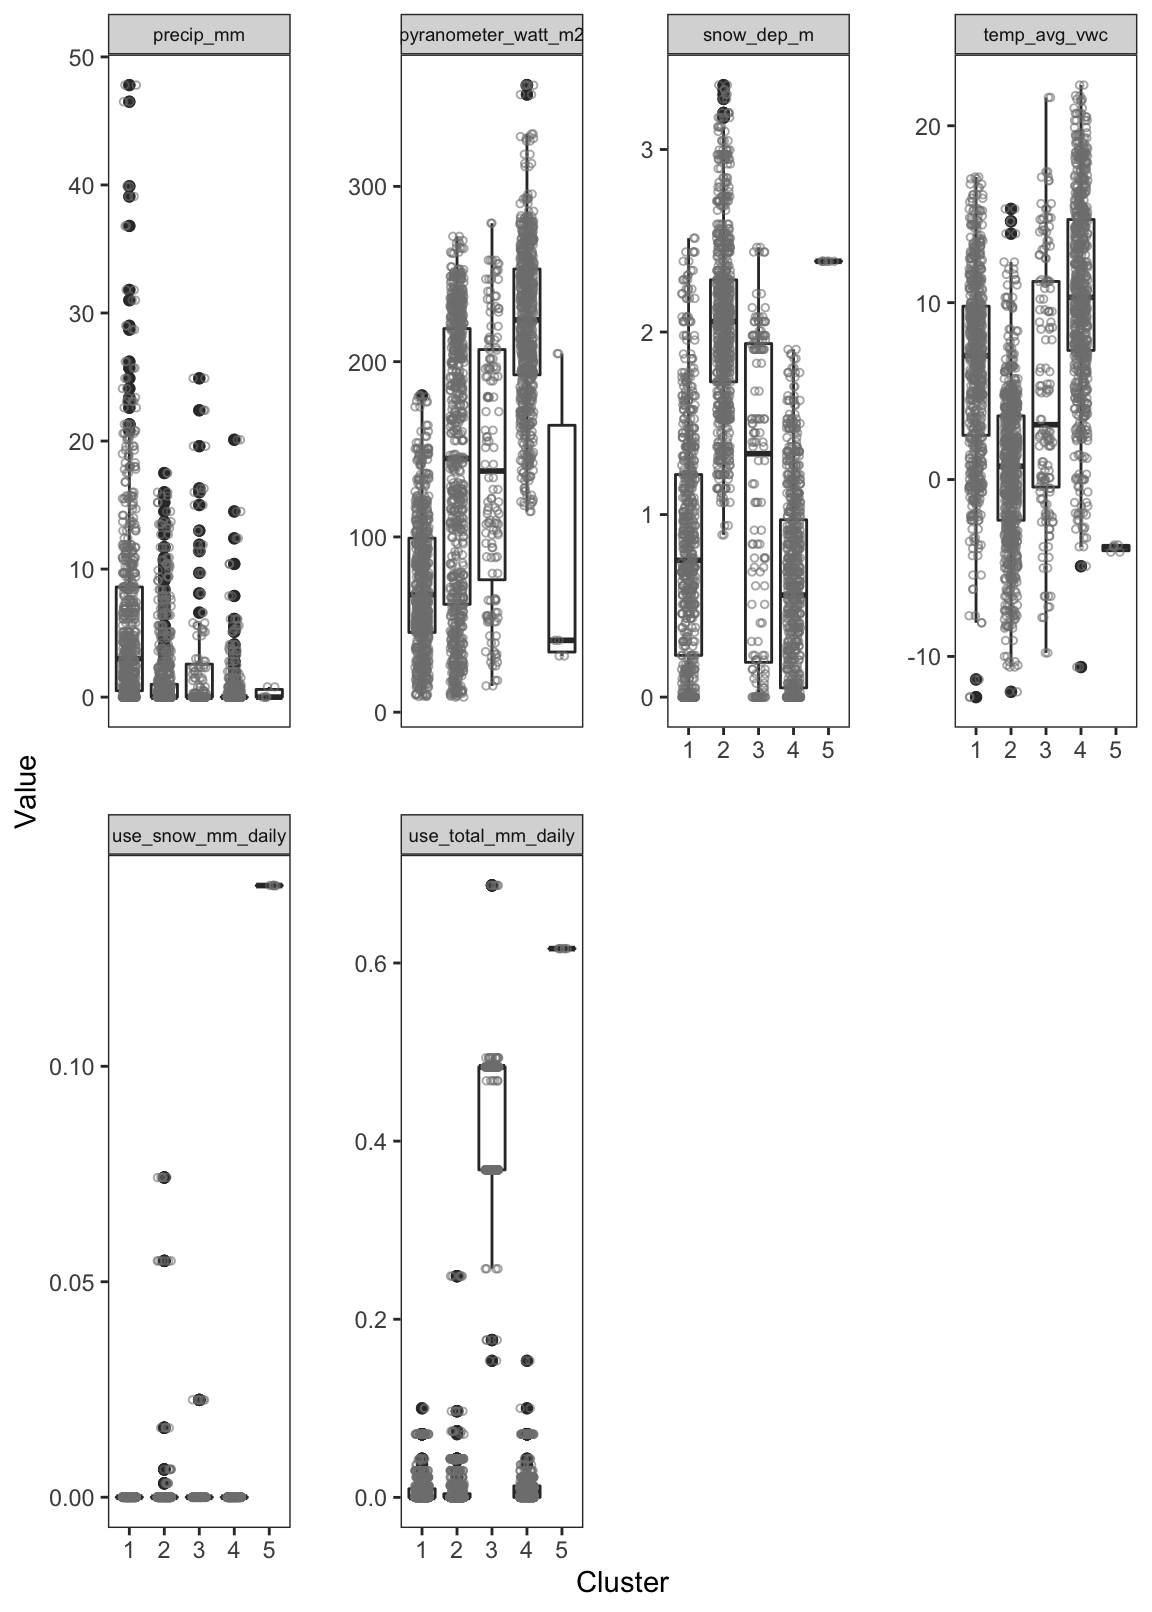 precip_mm
pyranometer_watt_m2
snow_dep_m
temp_avg_vwc
50
40
30
20
10
0
300
200
100
0
3
2
1
0
20
10
0
-10
1 2 3 4 5
1 2 3 4 5
Value
use_snow_mm_daily
use_total_mm_daily
0.10
0.05
0.00
0.6
0.4
0.2
0.0
1 2 3 4 5
1 2 3 4 5
Cluster